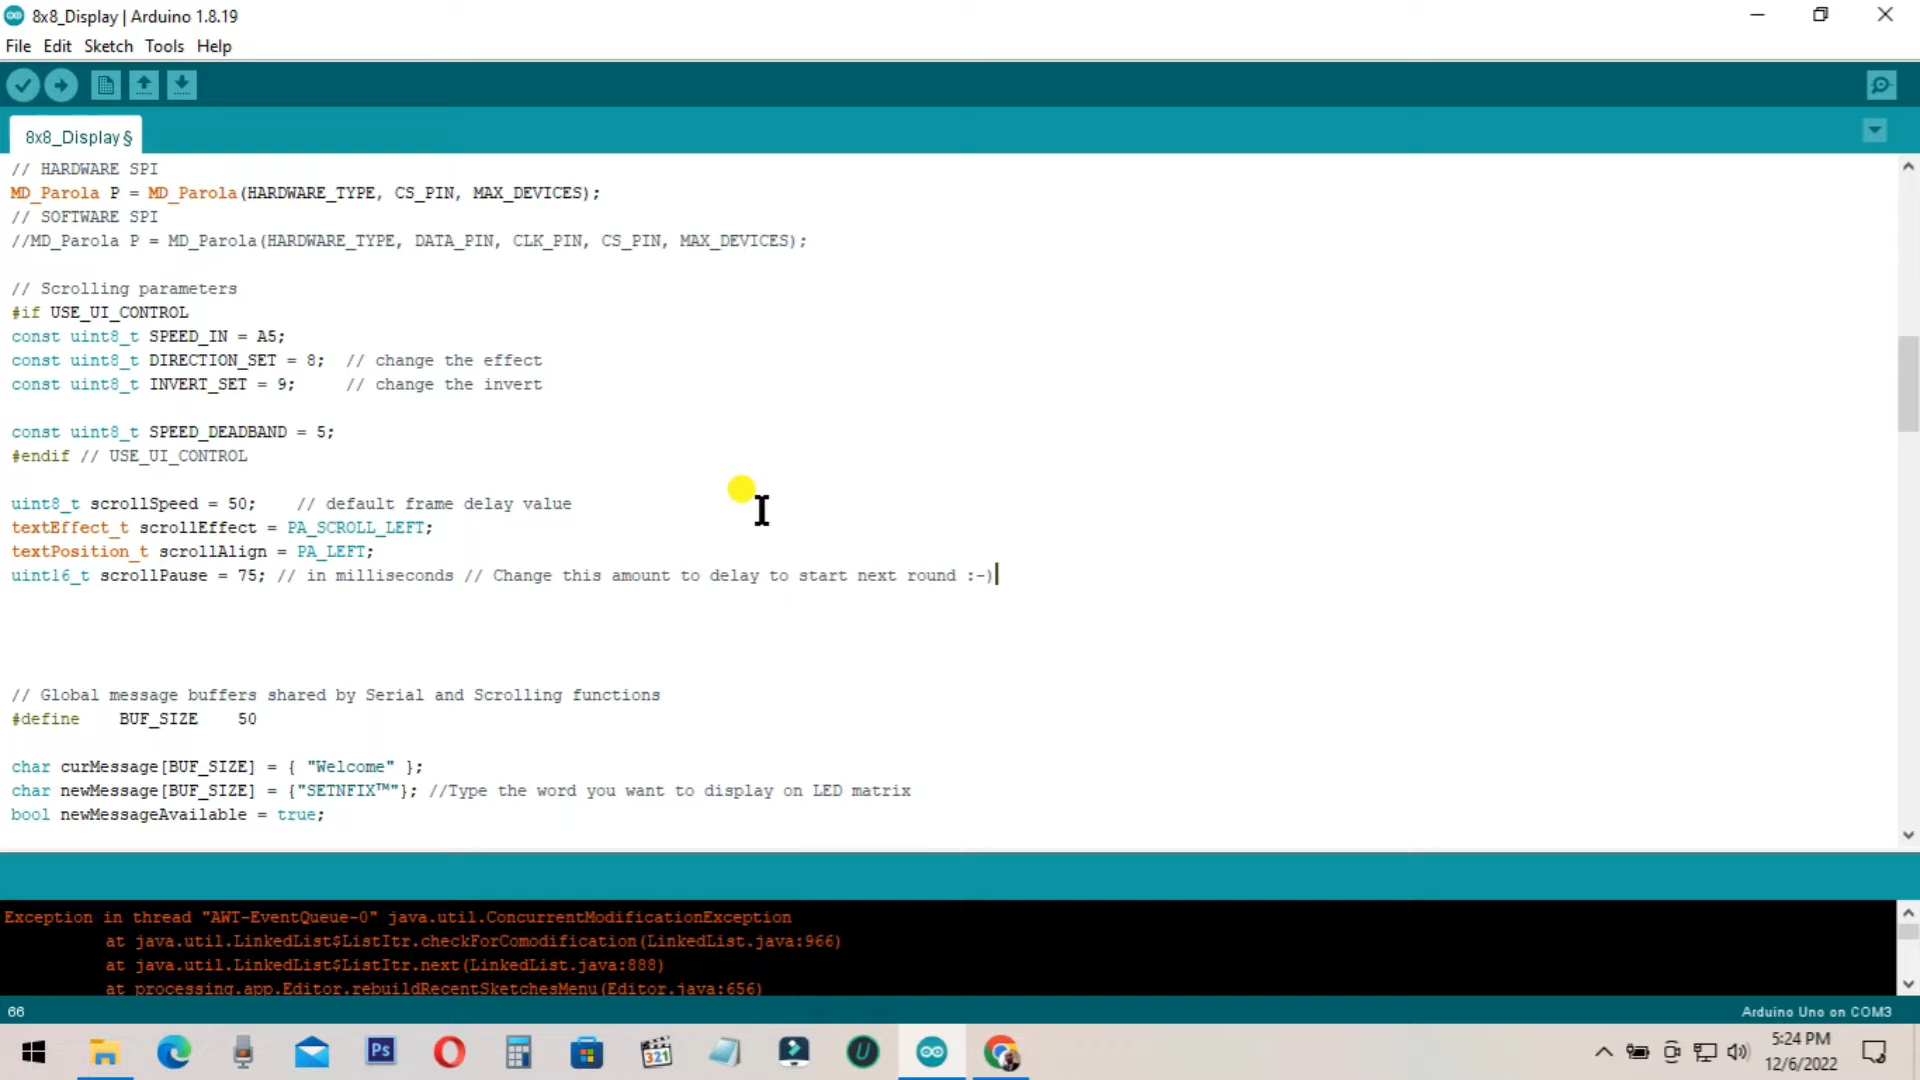 8x8_Display | Arduino 1.8.19
File Edit Sketch Tools Help
8x8_Display §
// HARDWARE SPI
MD_Parola P = MD_Parola(HARDWARE_TYPE, CS_PIN, MAX_DEVICES);
// SOFTWARE SPI
//MD_Parola P = MD_Parola(HARDWARE_TYPE, DATA_PIN, CLK_PIN, CS_PIN, MAX_DEVICES);
// Scrolling parameters
#if USE_UI_CONTROL
const uint8_t SPEED_IN = A5;
const uint8_t DIRECTION_SET = 8;  // change the effect
const uint8_t INVERT_SET = 9;     // change the invert
const uint8_t SPEED_DEADBAND = 5;
#endif // USE_UI_CONTROL
uint8_t scrollSpeed = 50;    // default frame delay value
textEffect_t scrollEffect = PA_SCROLL_LEFT;
textPosition_t scrollAlign = PA_LEFT;
uint16_t scrollPause = 75; // in milliseconds // Change this amount to delay to start next round :-)
// Global message buffers shared by Serial and Scrolling functions
#define    BUF_SIZE    50
char curMessage[BUF_SIZE] = { "Welcome" };
char newMessage[BUF_SIZE] = {"SETNFIX™"}; //Type the word you want to display on LED matrix
bool newMessageAvailable = true;
Exception in thread "AWT-EventQueue-0" java.util.ConcurrentModificationException
at java.util.LinkedList$ListItr.checkForComodification(LinkedList.java:966)
at java.util.LinkedList$ListItr.next(LinkedList.java:888)
at processing.app.Editor.rebuildRecentSketchesMenu(Editor.java:656)
66
Arduino Uno on COM3
Ps
321
U
5:24 PM
12/6/2022